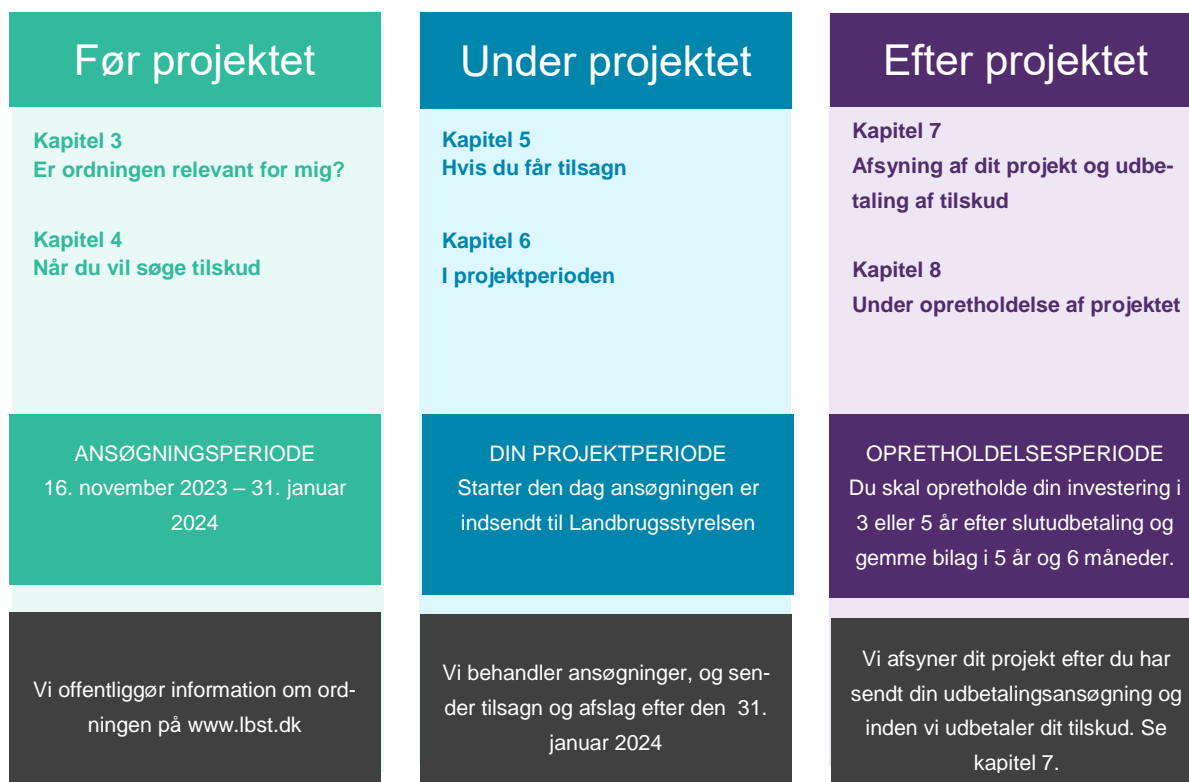 Før projektet
Kapitel 3
Er ordningen relevant for mig?
Kapitel 4
Når du vil søge tilskud
ANSØGNINGSPERIODE
16. november 2023 – 31. januar
2024
Vi offentliggør information om ord-
ningen på www.lbst.dk
Under projektet
Kapitel 5
Hvis du får tilsagn
Kapitel 6
I projektperioden
DIN PROJEKTPERIODE
Starter den dag ansøgningen er
indsendt til Landbrugsstyrelsen
Vi behandler ansøgninger, og sen-
der tilsagn og afslag efter den 31.
januar 2024
Efter projektet
Kapitel 7
Afsyning af dit projekt og udbe-
taling af tilskud
Kapitel 8
Under opretholdelse af projektet
OPRETHOLDELSESPERIODE
Du skal opretholde din investering i
3 eller 5 år efter slutudbetaling og
gemme bilag i 5 år og 6 måneder.
Vi afsyner dit projekt efter du har
sendt din udbetalingsansøgning og
inden vi udbetaler dit tilskud. Se
kapitel 7.